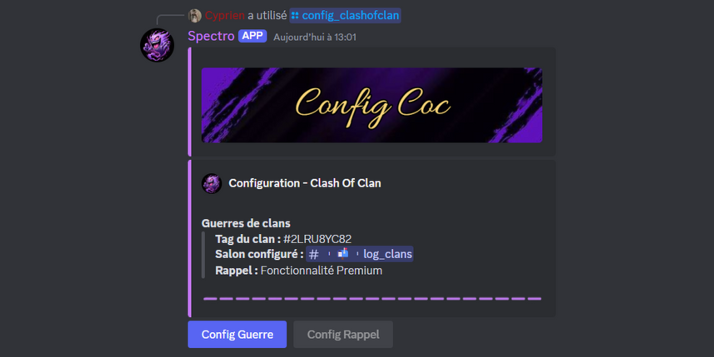 Cyprien a utilisé config_clashofclan
Spectro APP Aujourd'hui à 13:01
Config Coc
Configuration - Clash Of Clan
Guerres de clans
Tag du clan : #2LRU8YC82
Salon configuré : # log_clans
Rappel : Fonctionnalité Premium
Config Guerre Config Rappel